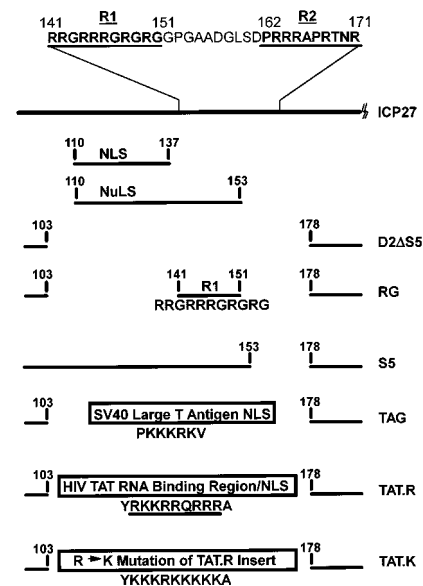 R1 R2
141 151 162 171
RRGRRRGRGRGGPGAADGLSDPRRRAPRTNR
ICP27
110 137
NLS
110 153
NuLS
103 178
D2ΔS5
103 141 151 178
R1 RG
RRGRRRGRGRG
153 178
S5
103 178
SV40 Large T Antigen NLS TAG
PKKKRKV
103 178
HIV TAT RNA Binding Region/NLS TAT.R
YRKKRRQRRRA
103 178
R → K Mutation of TAT.R Insert TAT.K
YKKKRKKKKKA